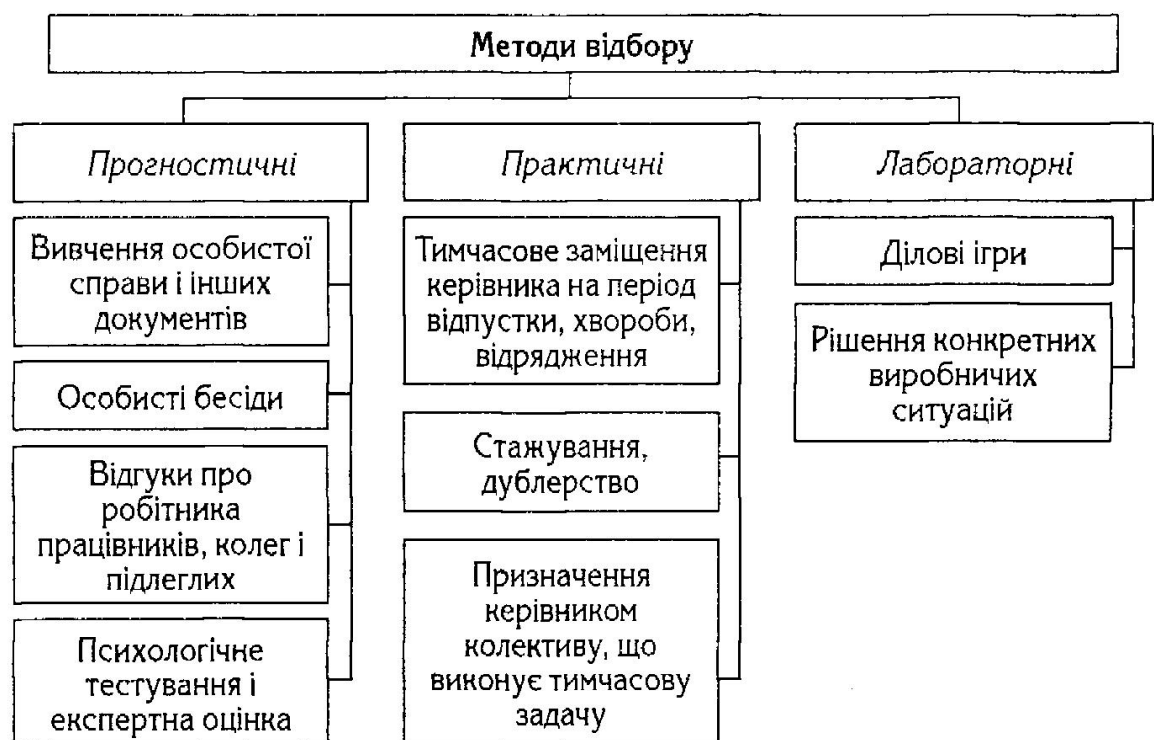 Методи відбору
Прогностичні
Вивчення особистої
справи і інших
документів
Особисті бесіди
Відгуки про
робітника
працівників, колег і
підлеглих
Психологічне
тестування і
експертна оцінка
Практичні
Тимчасове заміщення
керівника на період
відпустки, хвороби,
відрядження
Стажування,
дублерство
Призначення
керівником
колективу, що
виконує тимчасову
задачу
Лабораторні
Ділові ігри
Рішення конкретних
виробничих
ситуацій